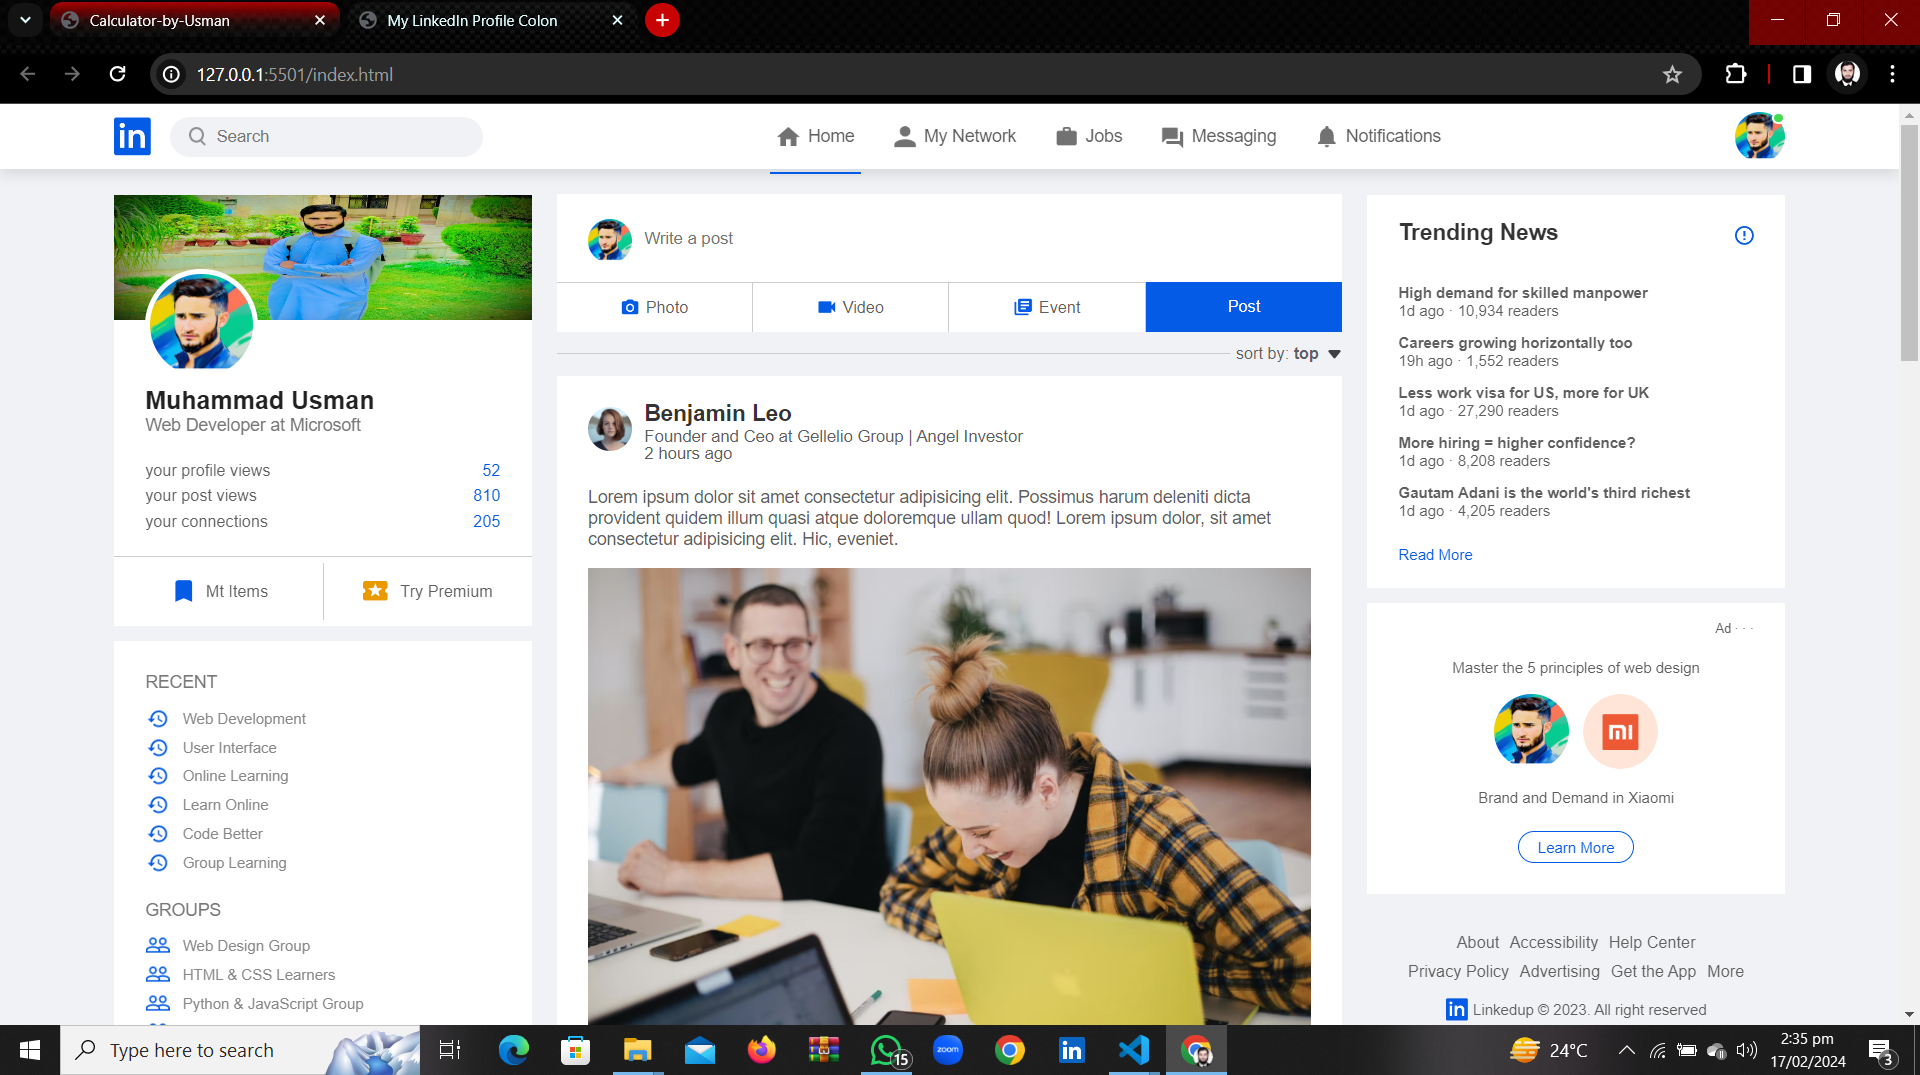 Calculator-by-Usman
My LinkedIn Profile Colon
127.0.0.1:5501/index.html
in
Search
Home
My Network
Jobs
Messaging
Notifications
Muhammad Usman
Web Developer at Microsoft
your profile views 52
your post views 810
your connections 205
Mt Items
Try Premium
RECENT
Web Development
User Interface
Online Learning
Learn Online
Code Better
Group Learning
GROUPS
Web Design Group
HTML & CSS Learners
Python & JavaScript Group
Write a post
Photo
Video
Event
Post
sort by: top
Benjamin Leo
Founder and Ceo at Gellelio Group | Angel Investor
2 hours ago
Lorem ipsum dolor sit amet consectetur adipisicing elit. Possimus harum deleniti dicta
provident quidem illum quasi atque doloremque ullam quod! Lorem ipsum dolor, sit amet
consectetur adipisicing elit. Hic, eveniet.
Trending News
High demand for skilled manpower
1d ago · 10,934 readers
Careers growing horizontally too
19h ago · 1,552 readers
Less work visa for US, more for UK
1d ago · 27,290 readers
More hiring = higher confidence?
1d ago · 8,208 readers
Gautam Adani is the world's third richest
1d ago · 4,205 readers
Read More
Ad · · ·
Master the 5 principles of web design
mi
Brand and Demand in Xiaomi
Learn More
About Accessibility Help Center
Privacy Policy Advertising Get the App More
in Linkedup © 2023. All right reserved
Type here to search
15
zoom
in
24°C
2:35 pm
17/02/2024
3